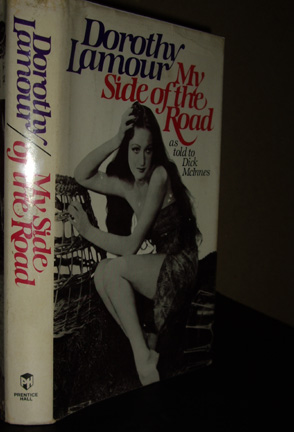 Dorothy
Lamour
My
Side of the
Road
as
told to
Dick
McInnes
Dorothy
Lamour/
My Side
of the Road
PH
PRENTICE
HALL